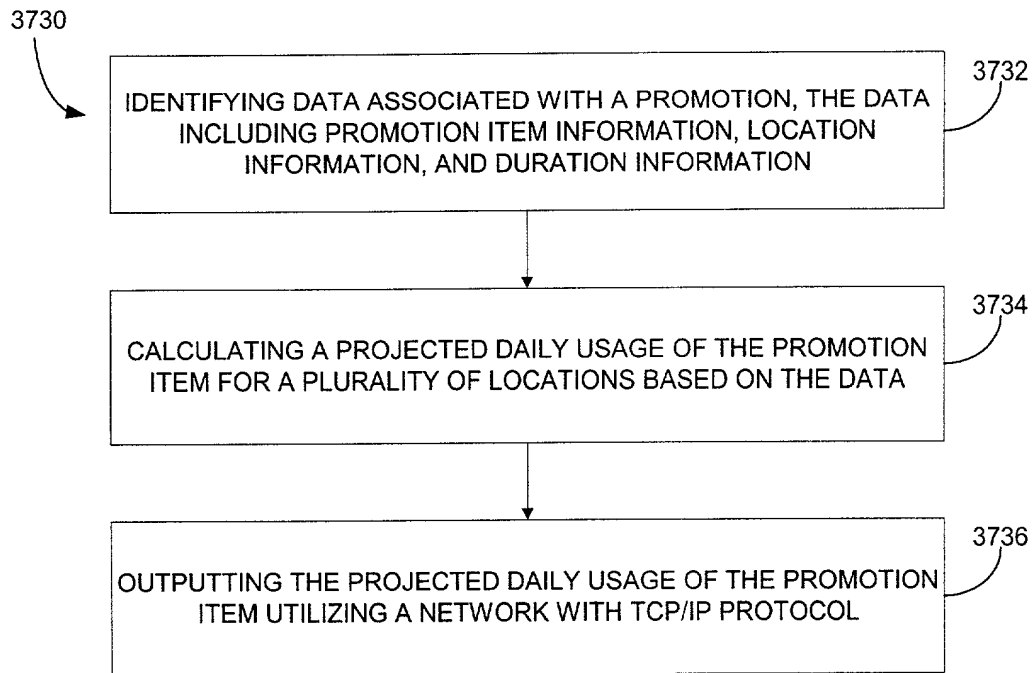 3730
3732
IDENTIFYING DATA ASSOCIATED WITH A PROMOTION, THE DATA
INCLUDING PROMOTION ITEM INFORMATION, LOCATION
INFORMATION, AND DURATION INFORMATION
3734
CALCULATING A PROJECTED DAILY USAGE OF THE PROMOTION
ITEM FOR A PLURALITY OF LOCATIONS BASED ON THE DATA
3736
OUTPUTTING THE PROJECTED DAILY USAGE OF THE PROMOTION
ITEM UTILIZING A NETWORK WITH TCP/IP PROTOCOL